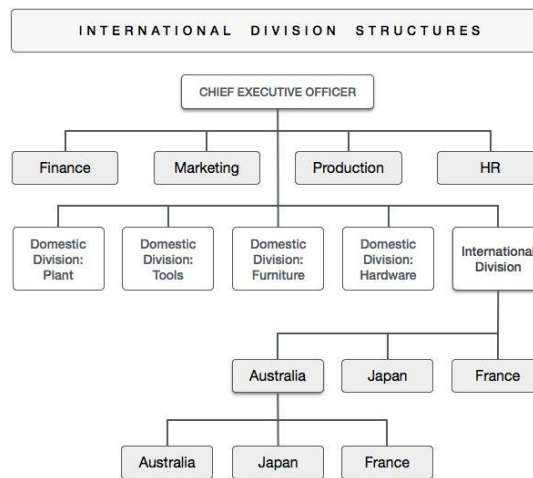 INTERNATIONAL DIVISION STRUCTURES
CHIEF EXECUTIVE OFFICER
Finance
Marketing
Production
HR
Domestic
Division:
Plant
Domestic
Division:
Tools
Domestic
Division:
Furniture
Domestic
Division:
Hardware
International
Division
Australia
Japan
France
Australia
Japan
France